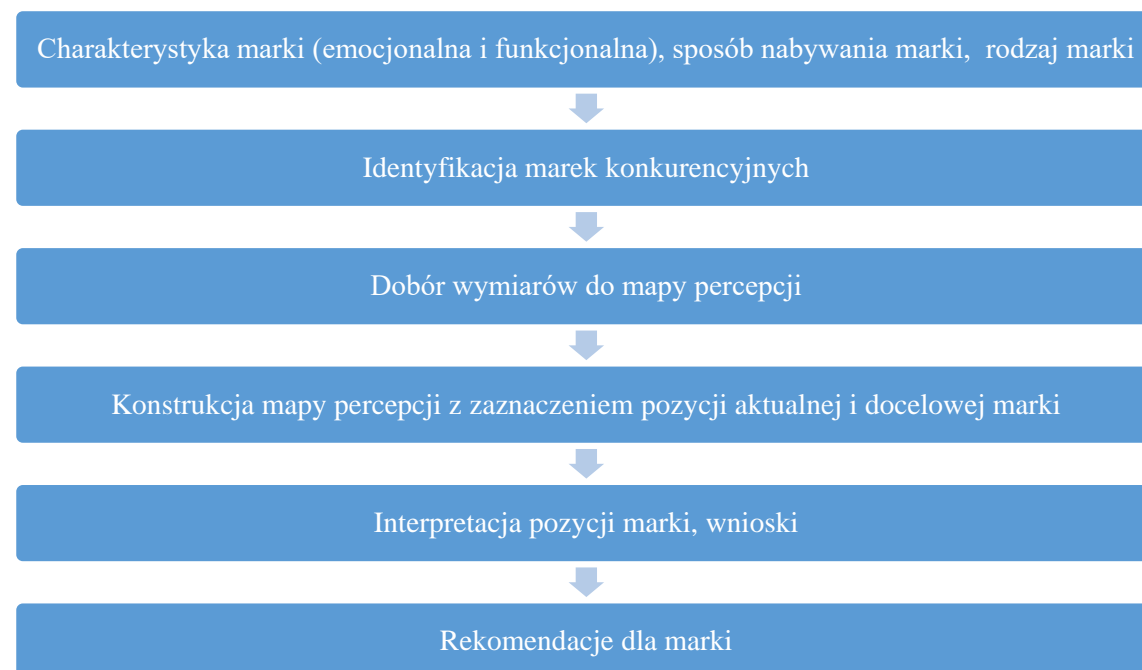 Charakterystyka marki (emocjonalna i funkcjonalna), sposób nabywania marki,  rodzaj marki
Identyfikacja marek konkurencyjnych
Dobór wymiarów do mapy percepcji
Konstrukcja mapy percepcji z zaznaczeniem pozycji aktualnej i docelowej marki
Interpretacja pozycji marki, wnioski
Rekomendacje dla marki